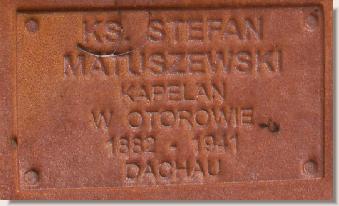 KS. STEFAN
MATUSZEWSKI
KAPELAN
W OTOROWIE
1882 - 1941
DACHAU